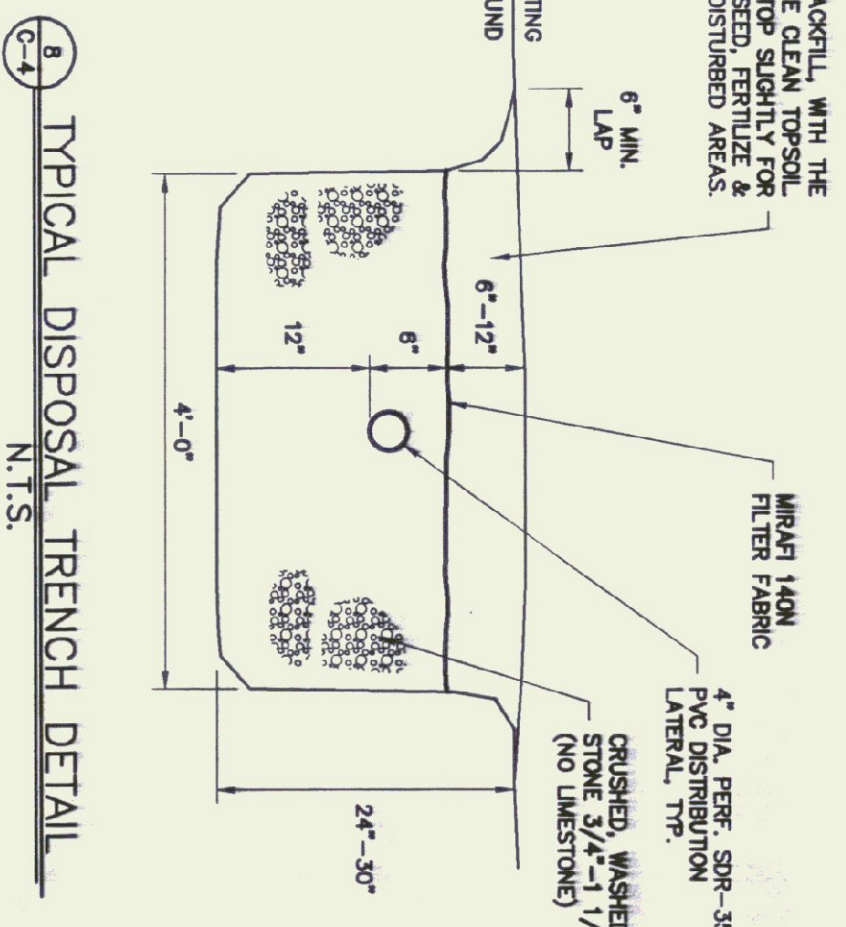 ACKFILL, WITH THE
E CLEAN TOPSOIL.
TOP SLIGHTLY FOR
SEED, FERTILIZE &
DISTURBED AREAS.
TING
UND
6" MIN.
LAP
6"-12"
8"
12"
4'-0"
24"-30"
MIRAFI 140N
FILTER FABRIC
4" DIA. PERF. SDR-35
PVC DISTRIBUTION
LATERAL, TYP.
CRUSHED, WASHED
STONE 3/4"-1 1/
(NO LIMESTONE)
8
C-4
TYPICAL DISPOSAL TRENCH DETAIL
N.T.S.